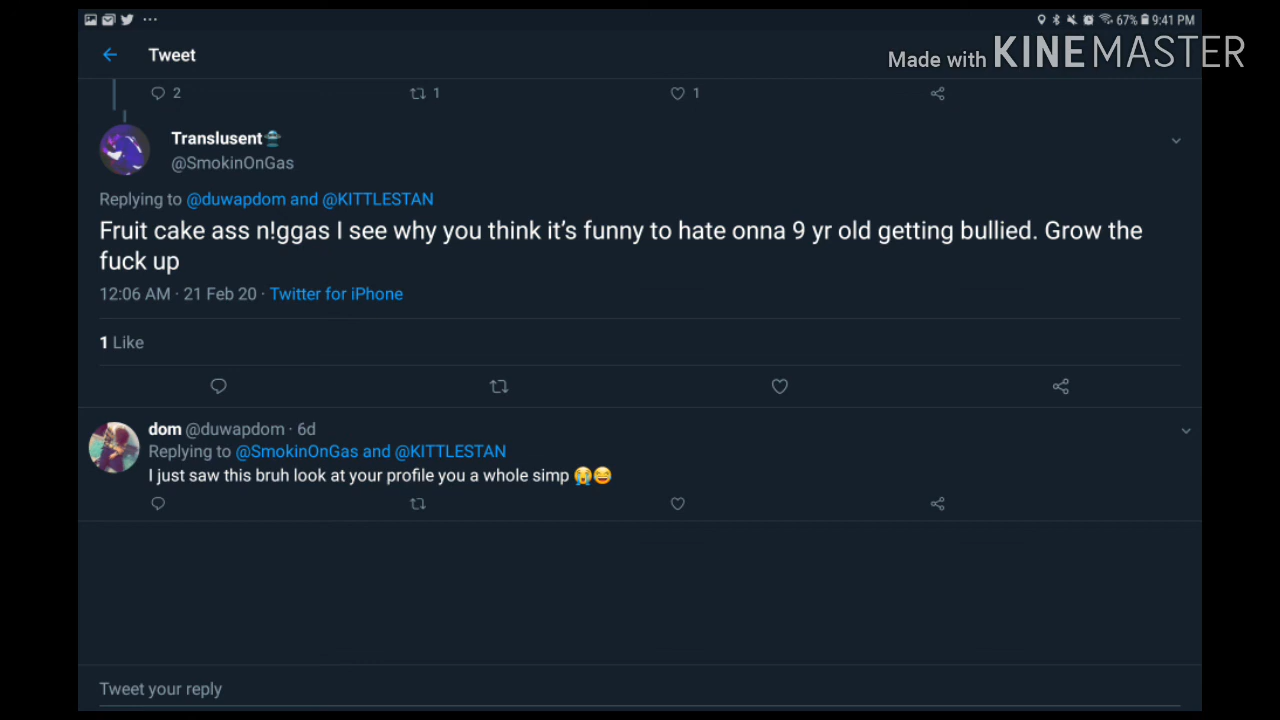 67% 9:41 PM
Tweet
Made with KINEMASTER
2 1 1
Translusent
@SmokinOnGas
Replying to @duwapdom and @KITTLESTAN
Fruit cake ass n!ggas I see why you think it's funny to hate onna 9 yr old getting bullied. Grow the
fuck up
12:06 AM · 21 Feb 20 · Twitter for iPhone
1 Like
dom @duwapdom · 6d
Replying to @SmokinOnGas and @KITTLESTAN
I just saw this bruh look at your profile you a whole simp 😭😄
Tweet your reply